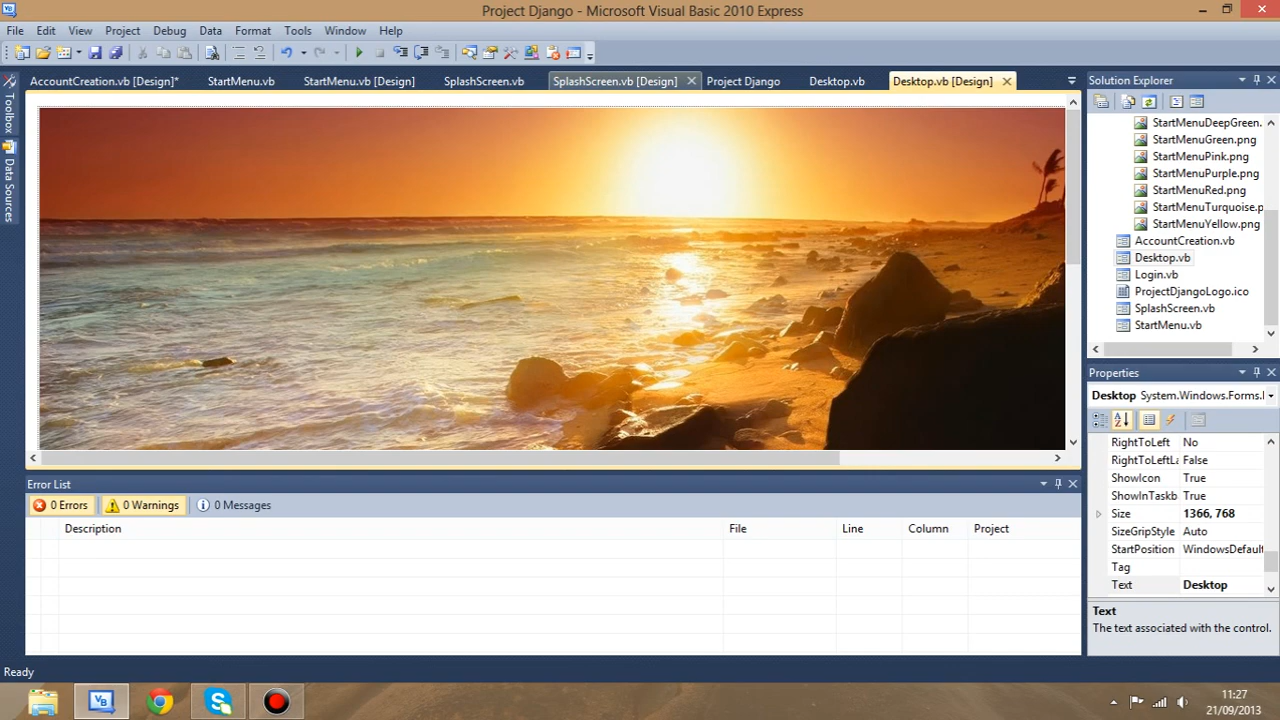 Project Django - Microsoft Visual Basic 2010 Express
File Edit View Project Debug Data Format Tools Window Help
AccountCreation.vb [Design]* StartMenu.vb StartMenu.vb [Design] SplashScreen.vb SplashScreen.vb [Design] Project Django Desktop.vb Desktop.vb [Design]
Toolbox
Data Sources
Solution Explorer
StartMenuDeepGreen.
StartMenuGreen.png
StartMenuPink.png
StartMenuPurple.png
StartMenuRed.png
StartMenuTurquoise.p
StartMenuYellow.png
AccountCreation.vb
Desktop.vb
Login.vb
ProjectDjangoLogo.ico
SplashScreen.vb
StartMenu.vb
Properties
Desktop System.Windows.Forms.
RightToLeft No
RightToLeftLa False
ShowIcon True
ShowInTaskb True
Size 1366, 768
SizeGripStyle Auto
StartPosition WindowsDefault
Tag
Text Desktop
Text
The text associated with the control.
Error List
0 Errors 0 Warnings 0 Messages
Description File Line Column Project
Ready
VB
11:27
21/09/2013